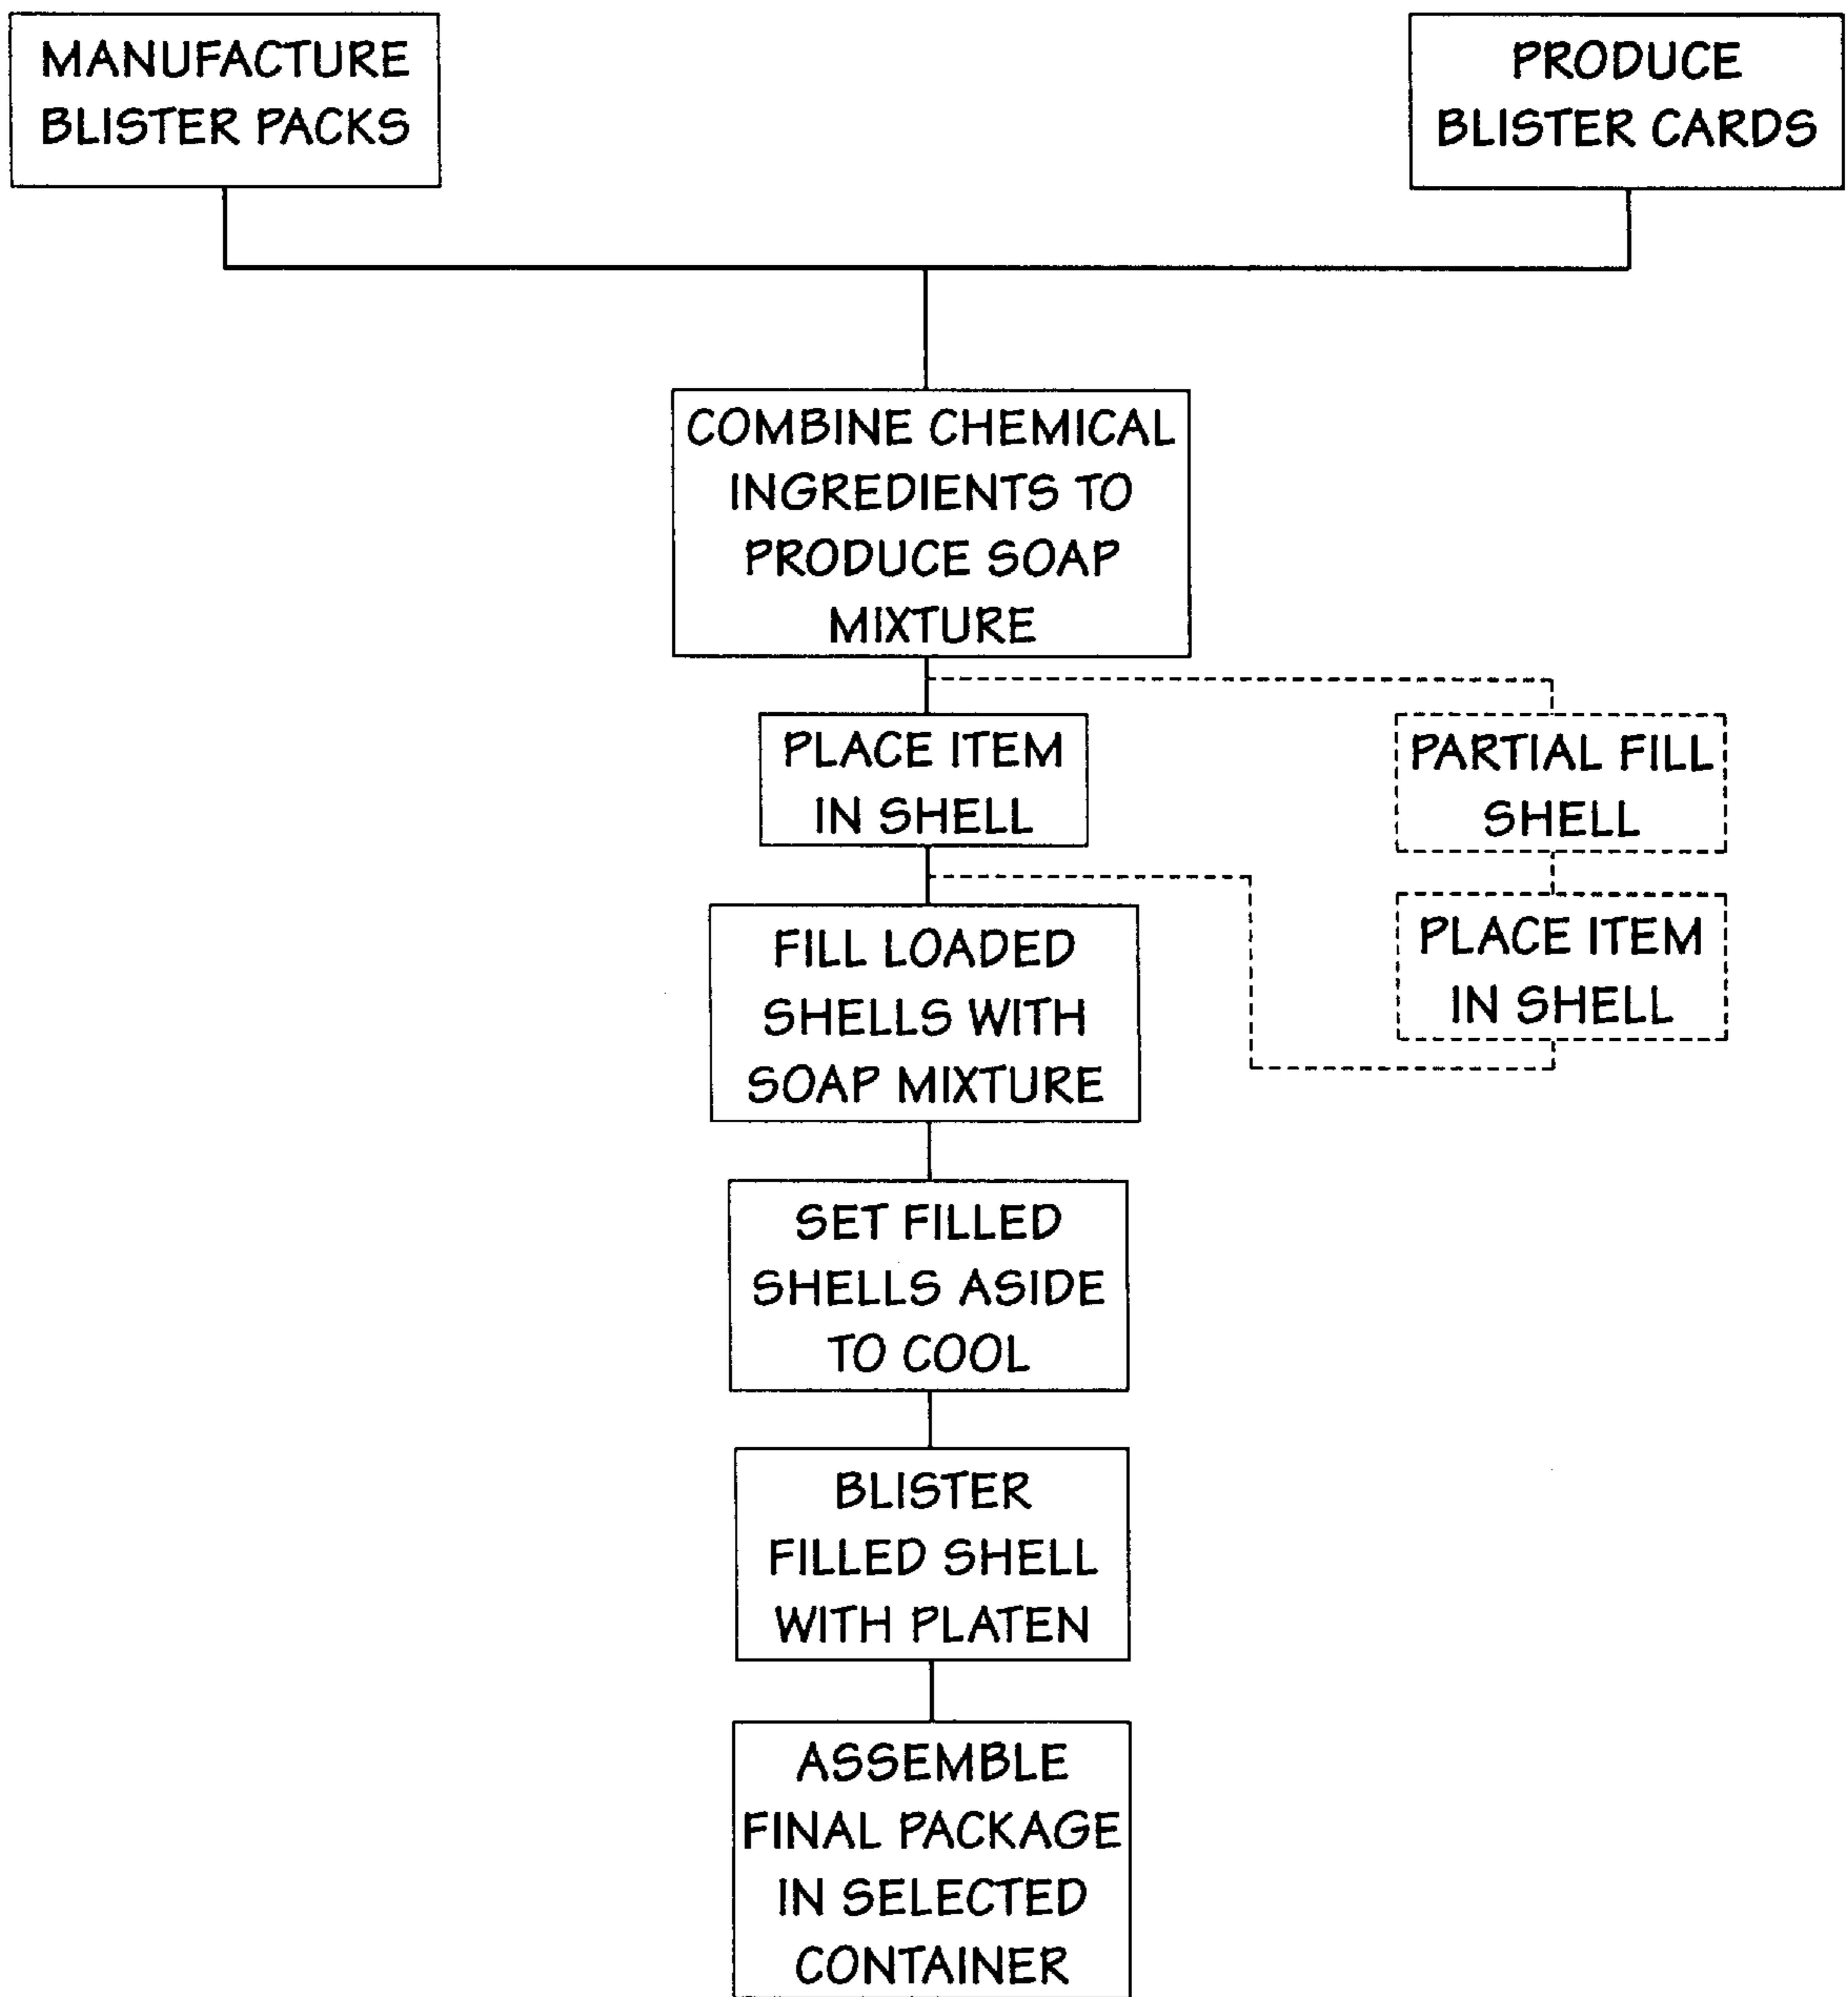 MANUFACTURE
BLISTER PACKS
PRODUCE
BLISTER CARDS
COMBINE CHEMICAL
INGREDIENTS TO
PRODUCE SOAP
MIXTURE
PLACE ITEM
IN SHELL
PARTIAL FILL
SHELL
PLACE ITEM
IN SHELL
FILL LOADED
SHELLS WITH
SOAP MIXTURE
SET FILLED
SHELLS ASIDE
TO COOL
BLISTER
FILLED SHELL
WITH PLATEN
ASSEMBLE
FINAL PACKAGE
IN SELECTED
CONTAINER